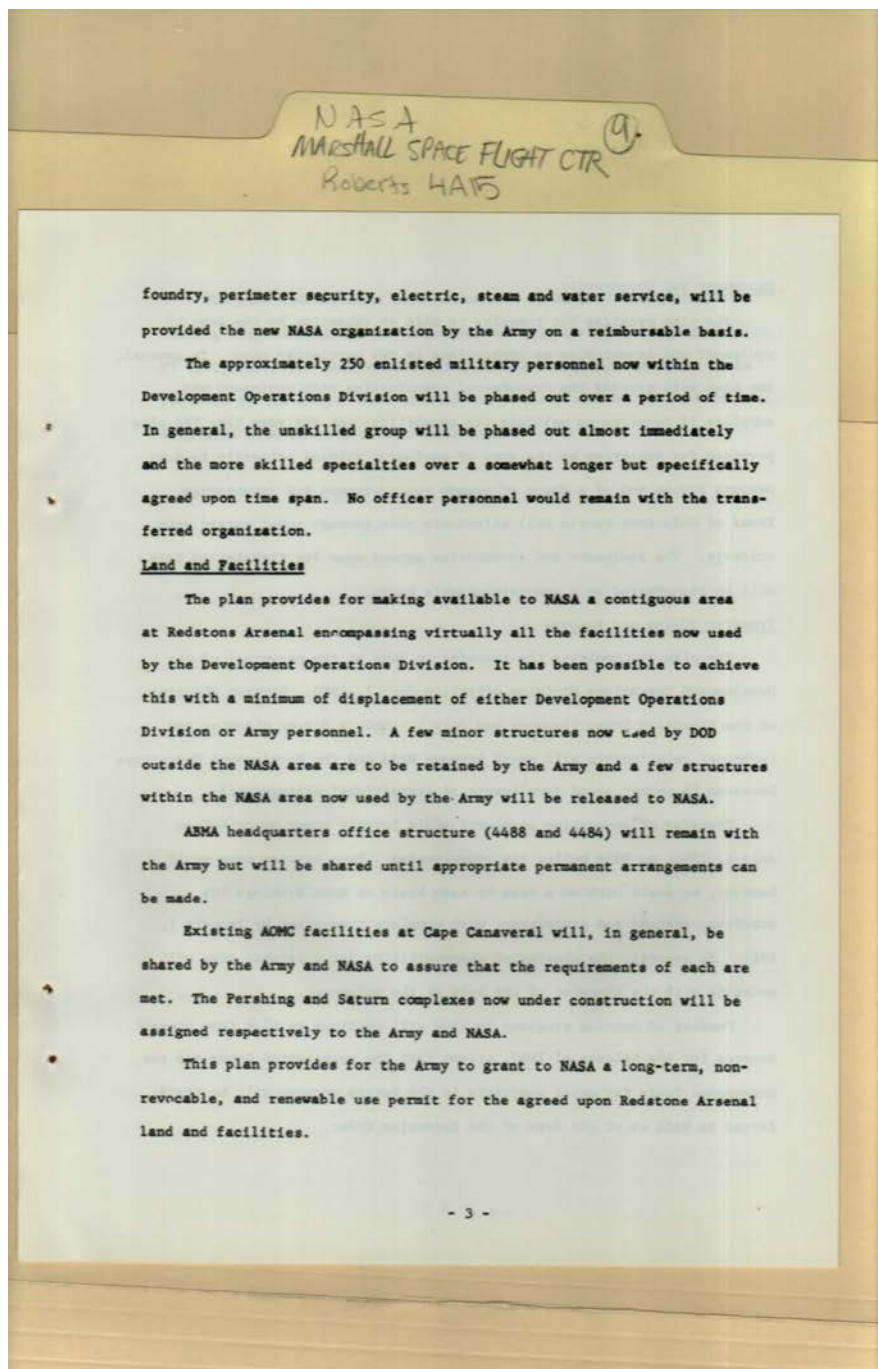 NASA
MARSHALL SPACE FLIGHT CTR
9.
Roberts 4A15
foundry, perimeter security, electric, steam and water service, will be
provided the new NASA organization by the Army on a reimbursable basis.
The approximately 250 enlisted military personnel now within the
Development Operations Division will be phased out over a period of time.
In general, the unskilled group will be phased out almost immediately
and the more skilled specialties over a somewhat longer but specifically
agreed upon time span. No officer personnel would remain with the trans-
ferred organization.
Land and Facilities
The plan provides for making available to NASA a contiguous area
at Redstons Arsenal encompassing virtually all the facilities now used
by the Development Operations Division. It has been possible to achieve
this with a minimum of displacement of either Development Operations
Division or Army personnel. A few minor structures now used by DOD
outside the NASA area are to be retained by the Army and a few structures
within the NASA area now used by the Army will be released to NASA.
ABMA headquarters office structure (4488 and 4484) will remain with
the Army but will be shared until appropriate permanent arrangements can
be made.
Existing AOMC facilities at Cape Canaveral will, in general, be
shared by the Army and NASA to assure that the requirements of each are
met. The Pershing and Saturn complexes now under construction will be
assigned respectively to the Army and NASA.
This plan provides for the Army to grant to NASA a long-term, non-
revocable, and renewable use permit for the agreed upon Redstone Arsenal
land and facilities.
- 3 -